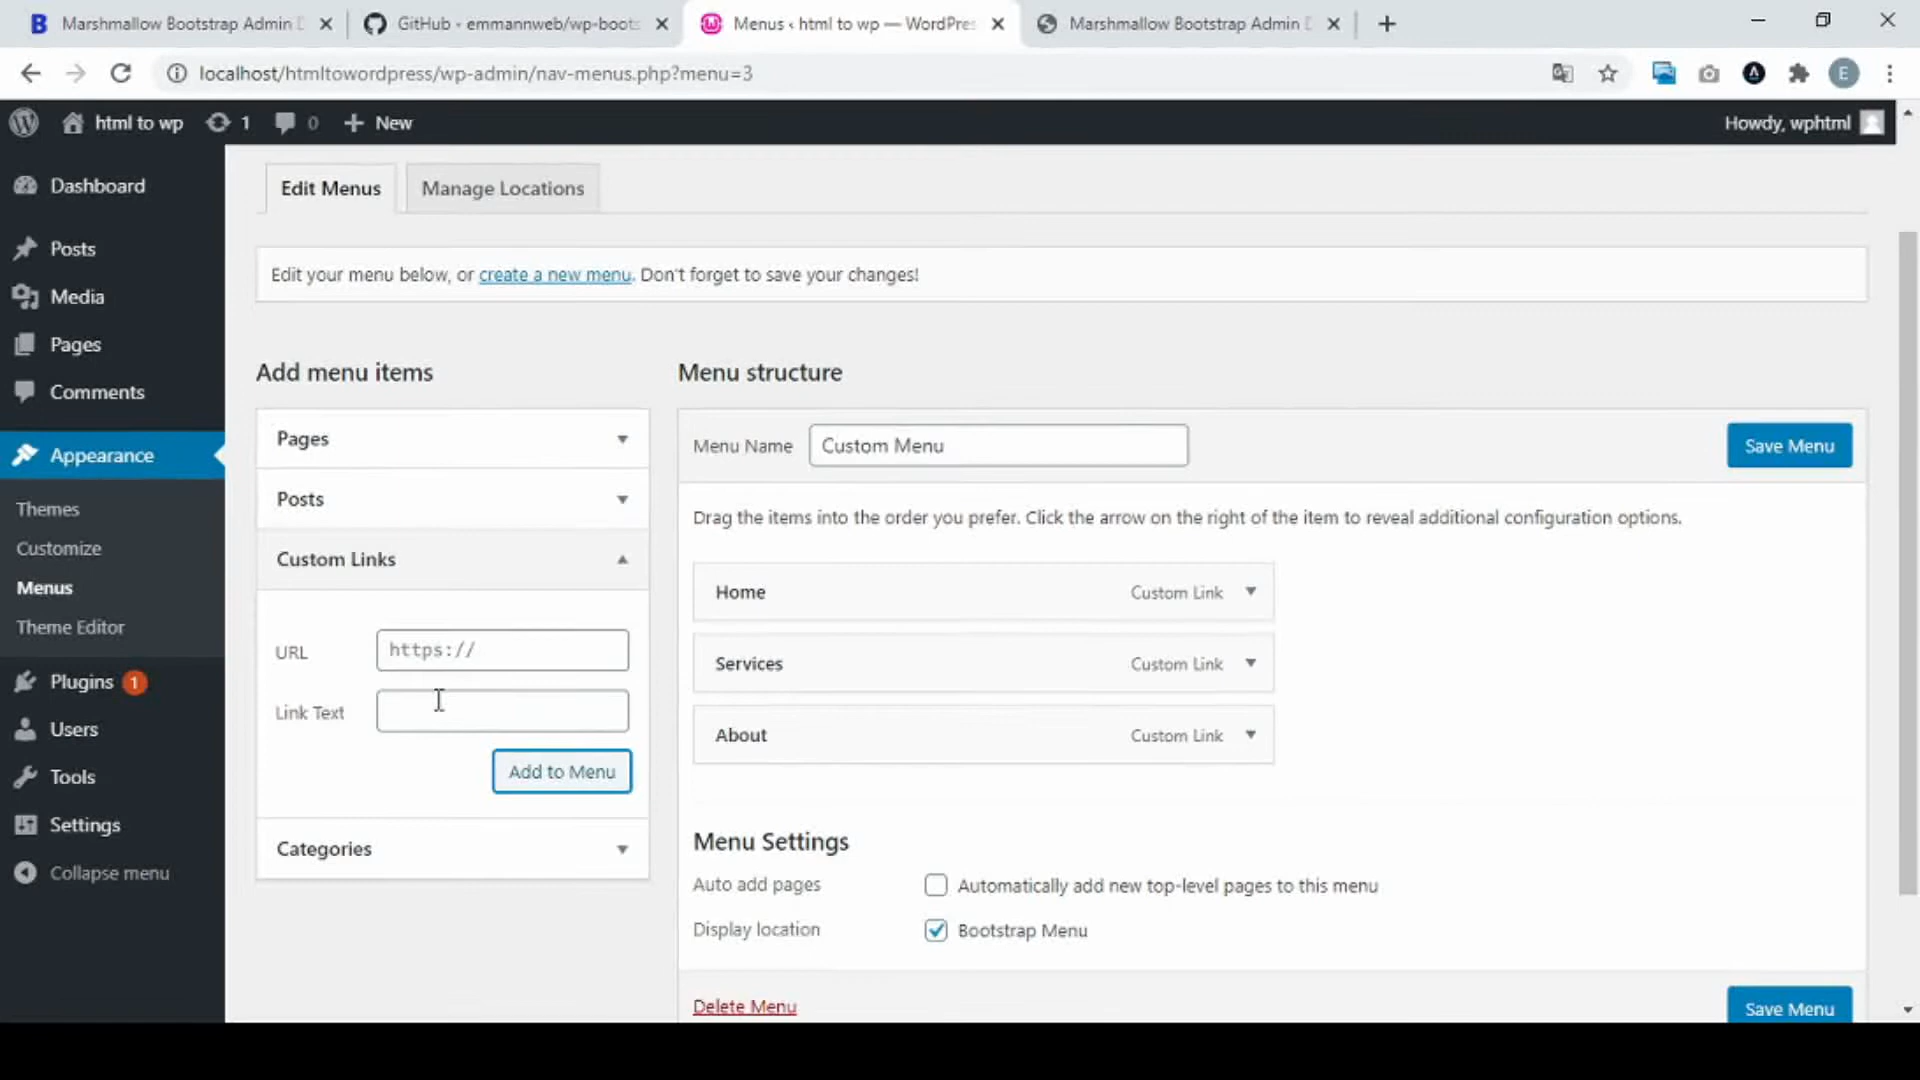 Marshmallow Bootstrap Admin D
GitHub - emmannweb/wp-boots
Menus ‹ html to wp — WordPres
Marshmallow Bootstrap Admin D
localhost/htmltowordpress/wp-admin/nav-menus.php?menu=3
E
html to wp
1
0
New
Howdy, wphtml
Dashboard
Posts
Media
Pages
Comments
Appearance
Themes
Customize
Menus
Theme Editor
Plugins 1
Users
Tools
Settings
Collapse menu
Edit Menus
Manage Locations
Edit your menu below, or create a new menu. Don't forget to save your changes!
Add menu items
Pages
Posts
Custom Links
URL
https://
Link Text
Add to Menu
Categories
Menu structure
Menu Name
Custom Menu
Save Menu
Drag the items into the order you prefer. Click the arrow on the right of the item to reveal additional configuration options.
Home
Custom Link
Services
Custom Link
About
Custom Link
Menu Settings
Auto add pages
Automatically add new top-level pages to this menu
Display location
Bootstrap Menu
Delete Menu
Save Menu